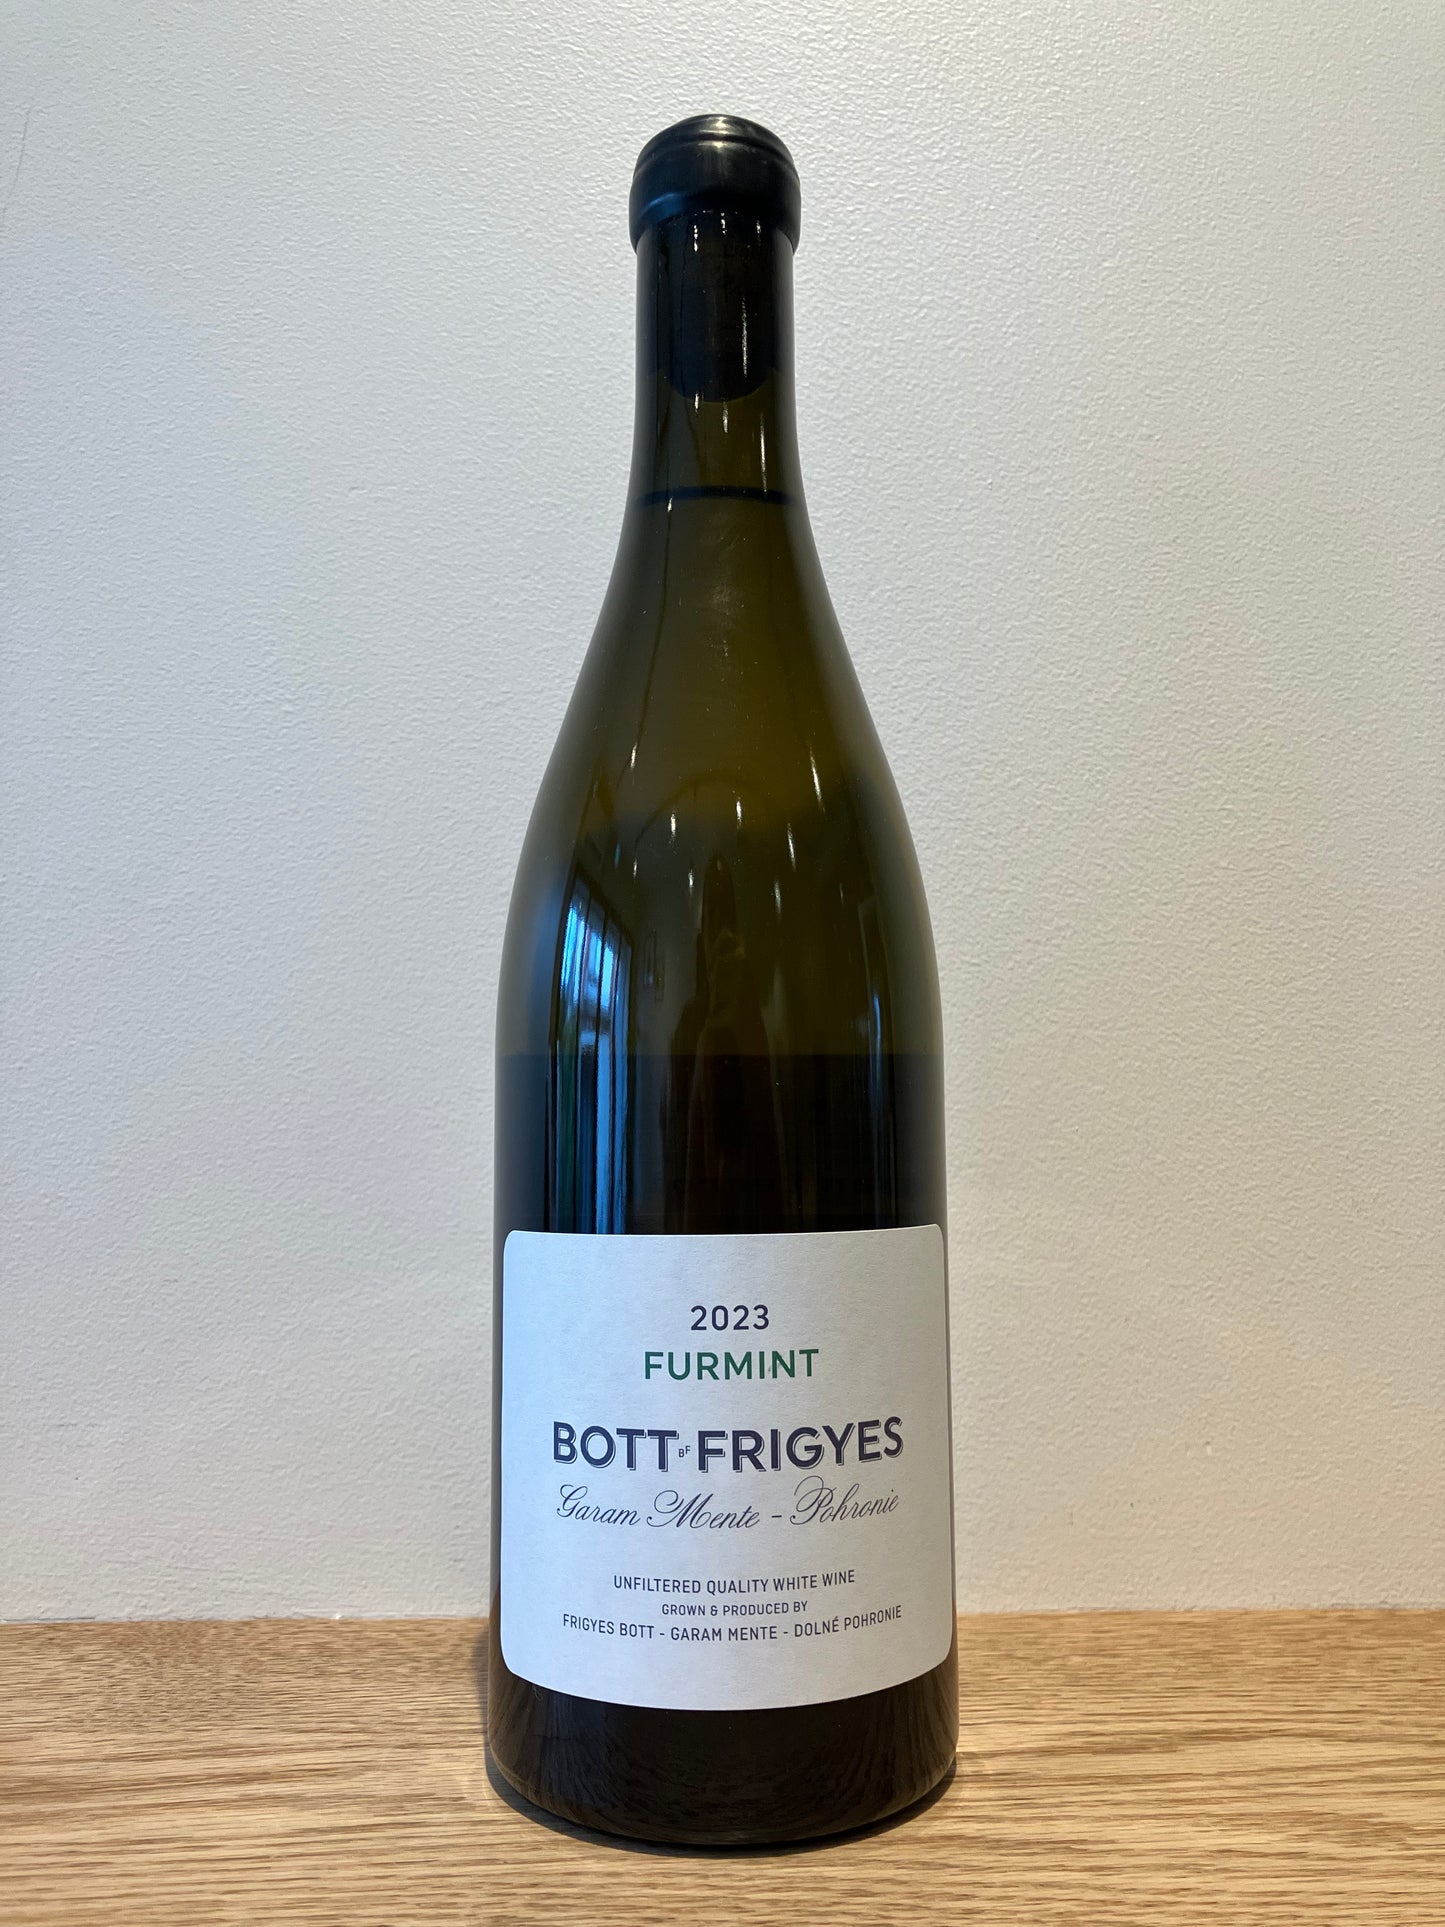 2023
FURMINT
BOTT BF FRIGYES
Garam Mente - Pohronie
UNFILTERED QUALITY WHITE WINE
GROWN & PRODUCED BY
FRIGYES BOTT - GARAM MENTE - DOLNÉ POHRONIE